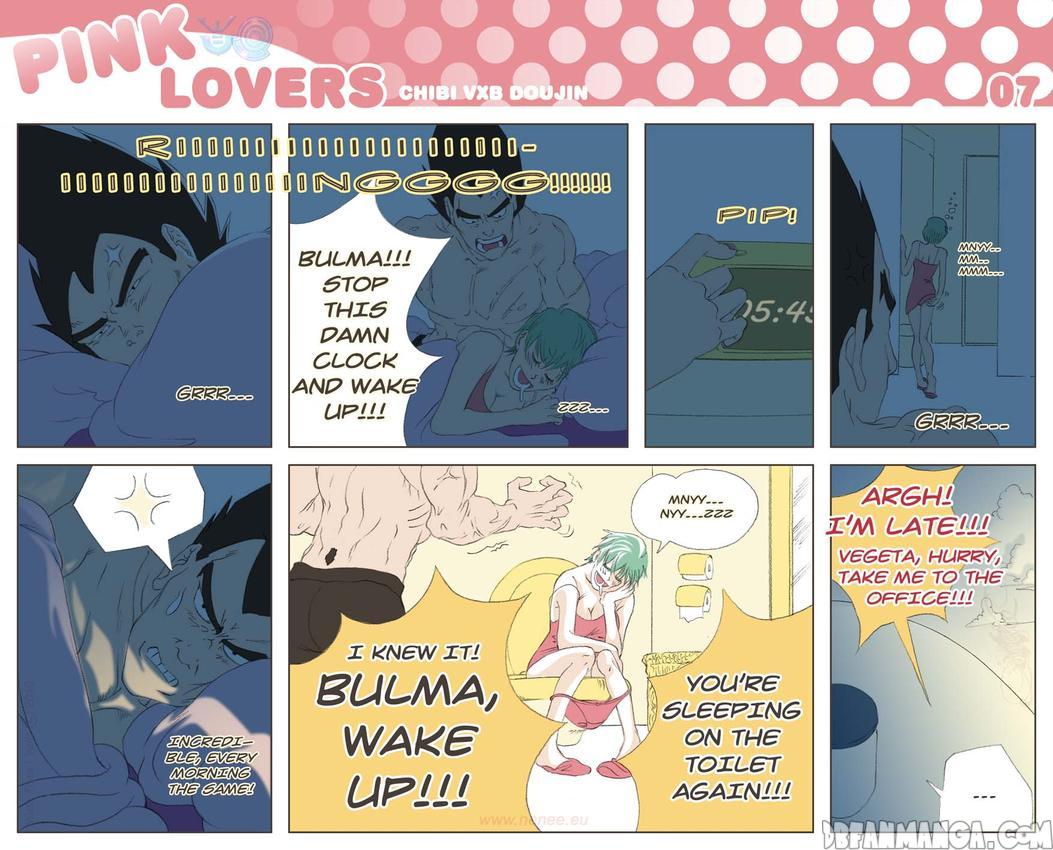 PINK
LOVERS
CHIBI VXB DOUJIN
07
RIIIIIIIIIIIIIIIIIIIIIII-
IIIIIIIIIIIIIIIIINGGGGG!!!!!!
GRRR...
BULMA!!!
STOP
THIS
DAMN
CLOCK
AND WAKE
UP!!!
ZZZ...
PIP!
05:45
MNYY..
MM..
MMM...
GRRR...
INCREDI-
BLE, EVERY
MORNING
THE SAME!
I KNEW IT!
BULMA,
WAKE
UP!!!
MNYY...
NYY...ZZZ
YOU'RE
SLEEPING
ON THE
TOILET
AGAIN!!!
www.nenee.eu
ARGH!
I'M LATE!!!
VEGETA, HURRY,
TAKE ME TO THE
OFFICE!!!
...
DBFANMANGA.COM